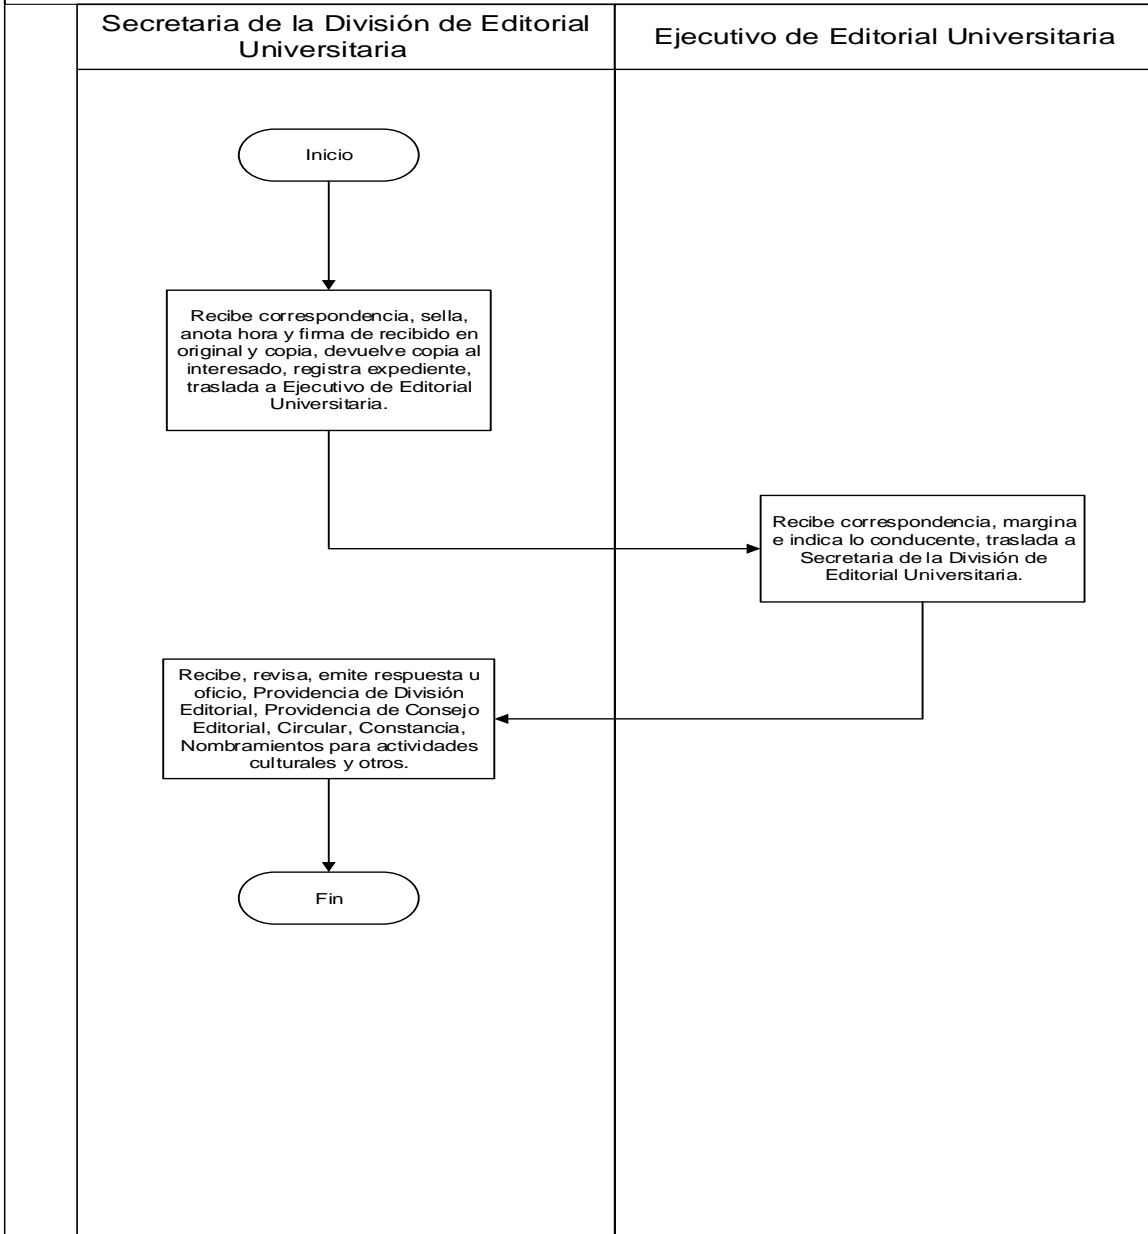 Secretaria de la División de Editorial
Universitaria
Ejecutivo de Editorial Universitaria
Inicio
Recibe correspondencia, sella,
anota hora y firma de recibido en
original y copia, devuelve copia al
interesado, registra expediente,
traslada a Ejecutivo de Editorial
Universitaria.
Recibe correspondencia, margina
e indica lo conducente, traslada a
Secretaria de la División de
Editorial Universitaria.
Recibe, revisa, emite respuesta u
oficio, Providencia de División
Editorial, Providencia de Consejo
Editorial, Circular, Constancia,
Nombramientos para actividades
culturales y otros.
Fin